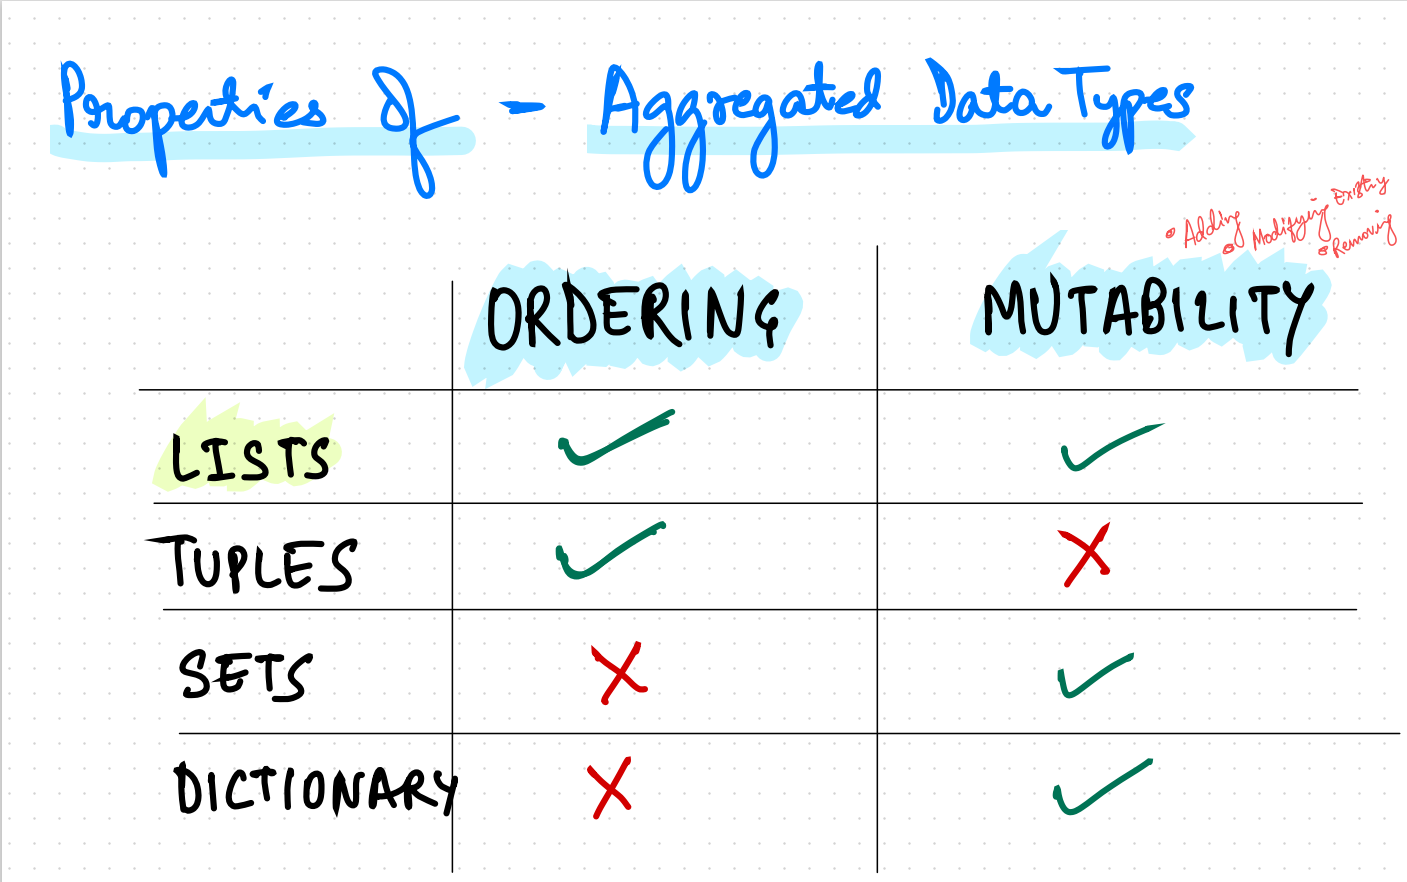 Properties Of - Aggregated Data Types
• Adding
• Modifying Existing
• Removing
ORDERING MUTABILITY
LISTS ✓ ✓
TUPLES ✓ ✗
SETS ✗ ✓
DICTIONARY ✗ ✓